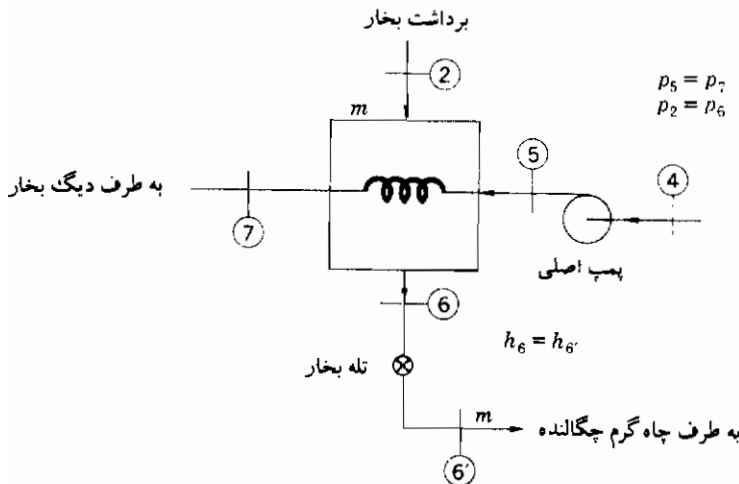 برداشت بخار
2
p₅ = p₇
p₂ = p₆
m
5
4
به طرف دیگ بخار
7
پمپ اصلی
6
h₆ = h₆′
تله بخار
m
به طرف چاه گرم چگالنده
6′